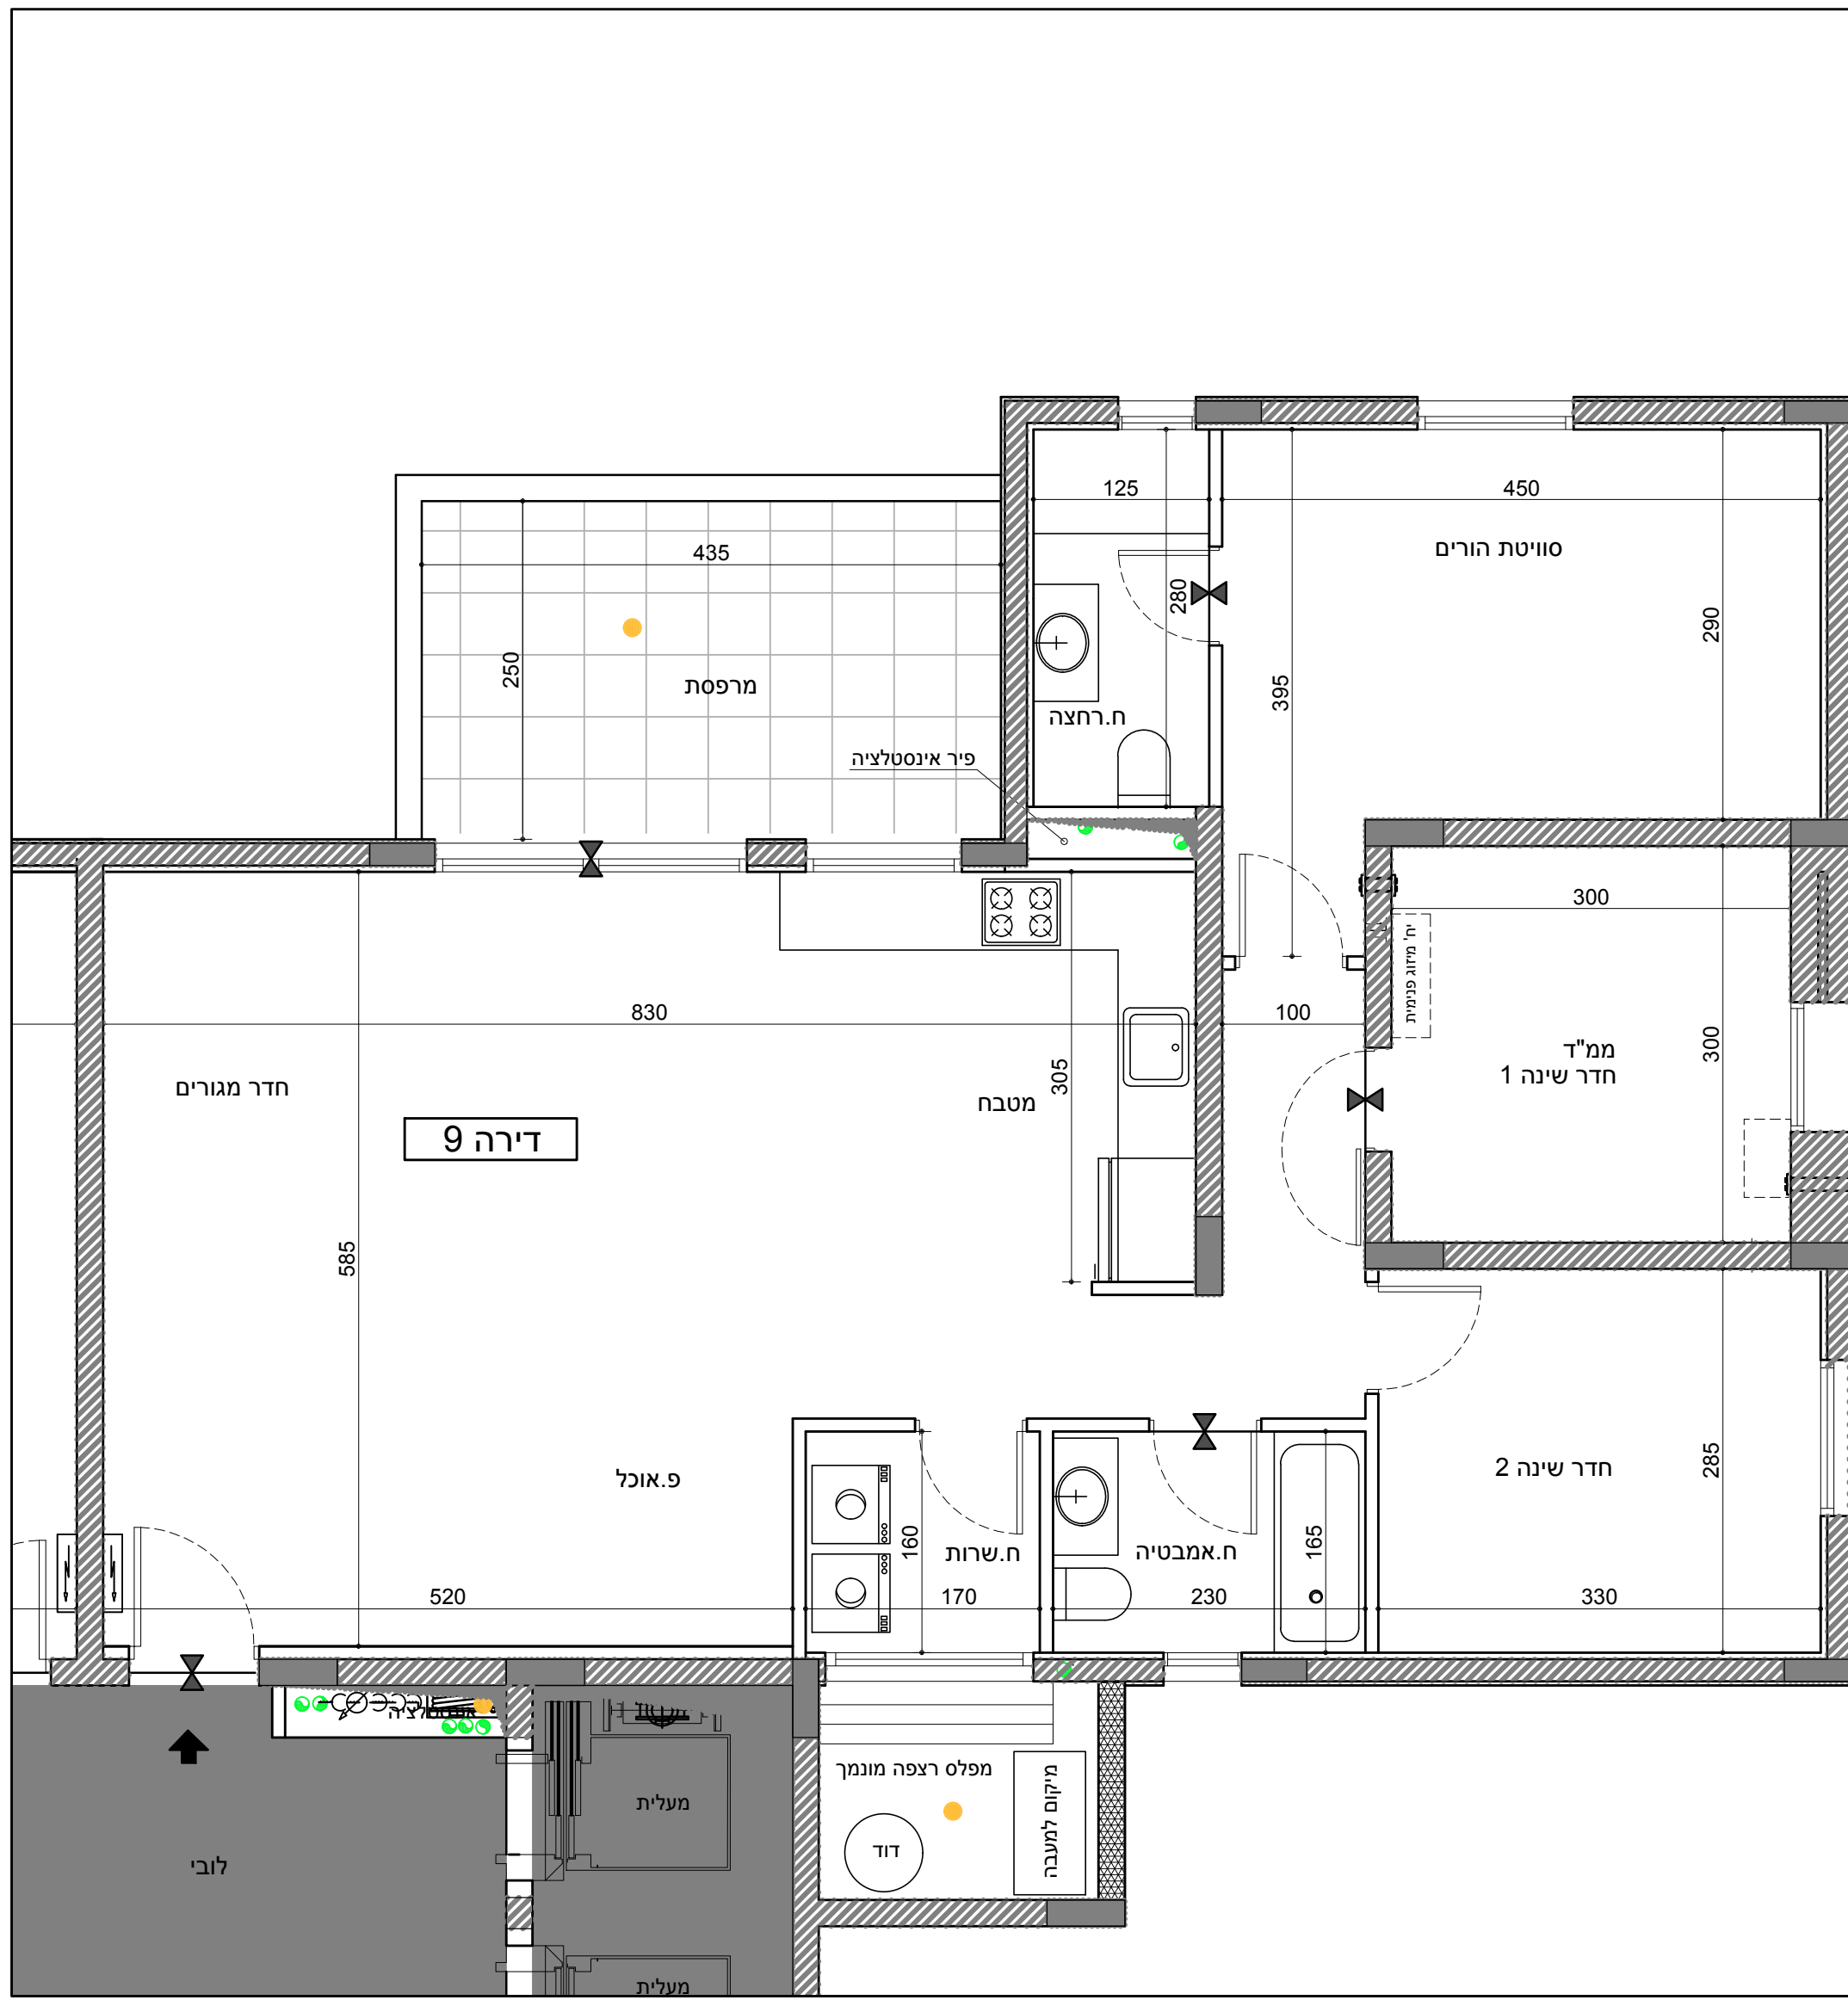 125
450
סוויטת הורים
435
280
290
250
מרפסת
395
ח.רחצה
פיר אינסטלציה
300
יח' מיזוג פנימית
830
100
ממ"ד
חדר שינה 1
300
305
חדר מגורים
מטבח
דירה 9
585
285
חדר שינה 2
פ.אוכל
160
165
ח.שרות
ח.אמבטיה
520
170
230
330
אינסטלציה
מפלס רצפה מונמך
מיקום למעבה
מעלית
דוד
לובי
מעלית